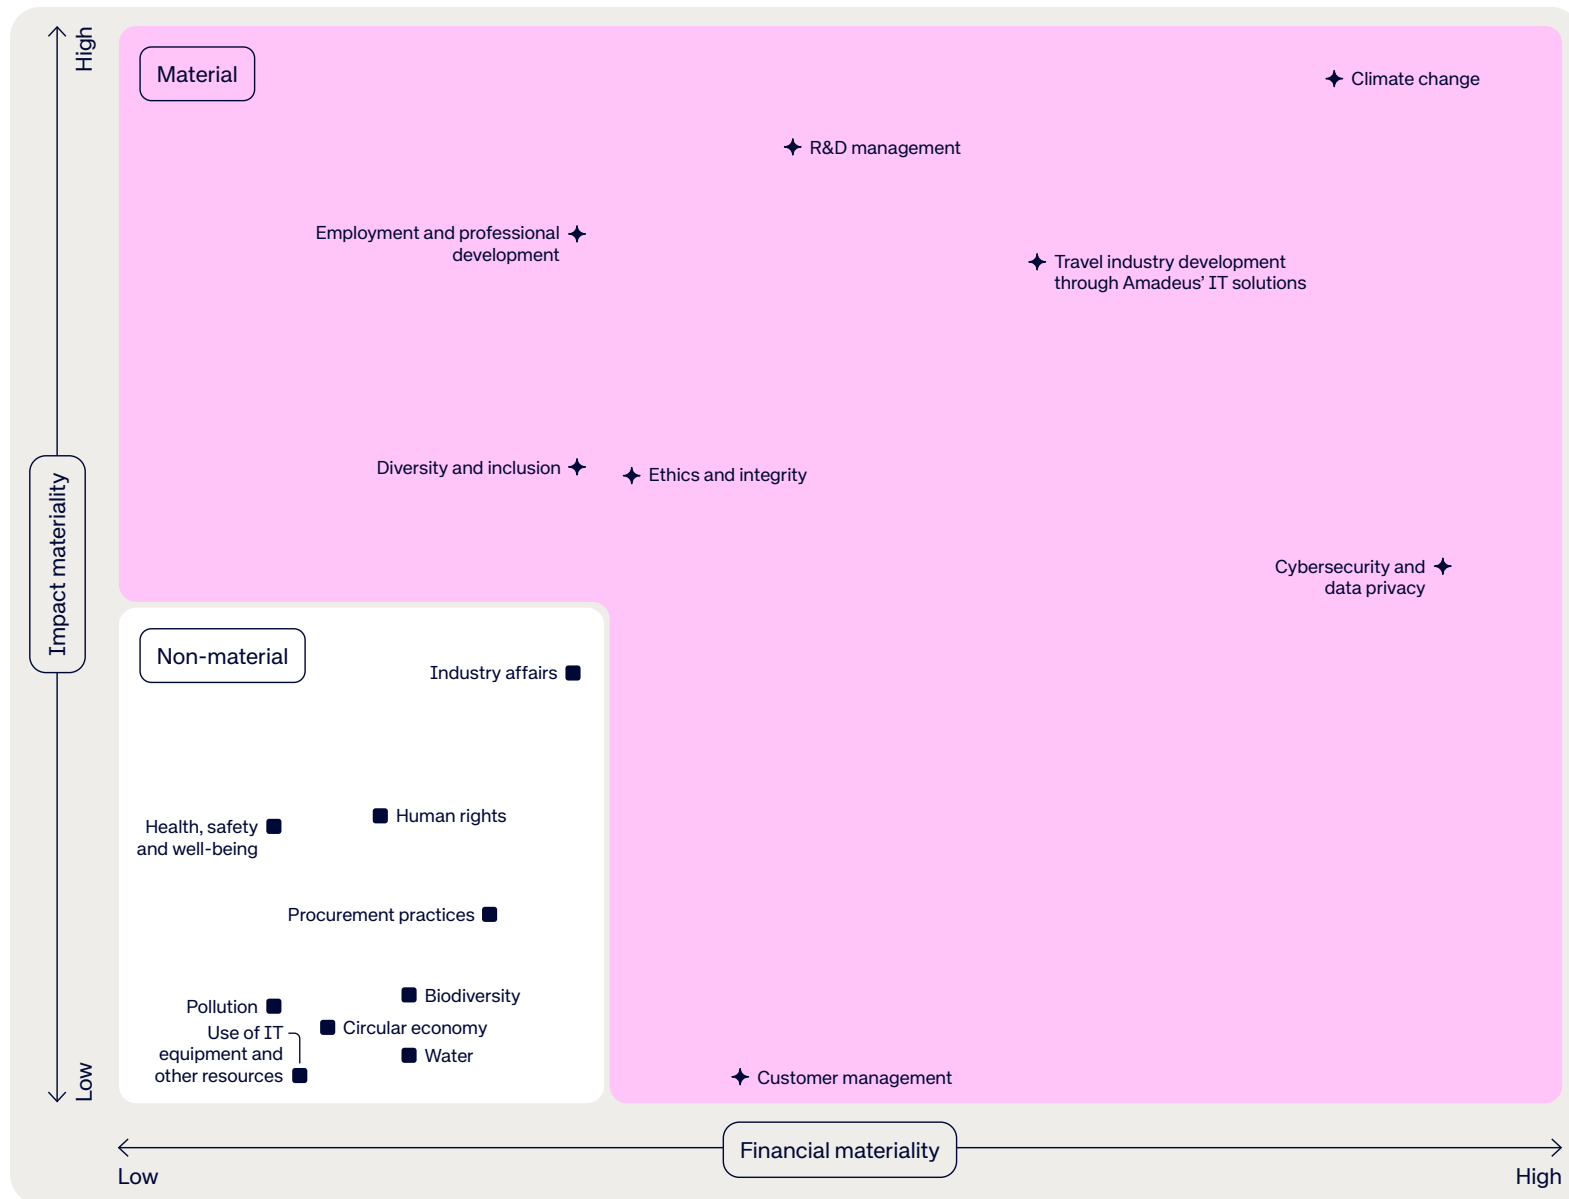 High
Material
Climate change
R&D management
Employment and professional
development
Travel industry development
through Amadeus’ IT solutions
Diversity and inclusion
Ethics and integrity
Cybersecurity and
data privacy
Impact materiality
Non-material
Industry affairs
Human rights
Health, safety
and well-being
Procurement practices
Biodiversity
Pollution
Circular economy
Use of IT
equipment and
other resources
Water
Customer management
Low
Financial materiality
Low
High